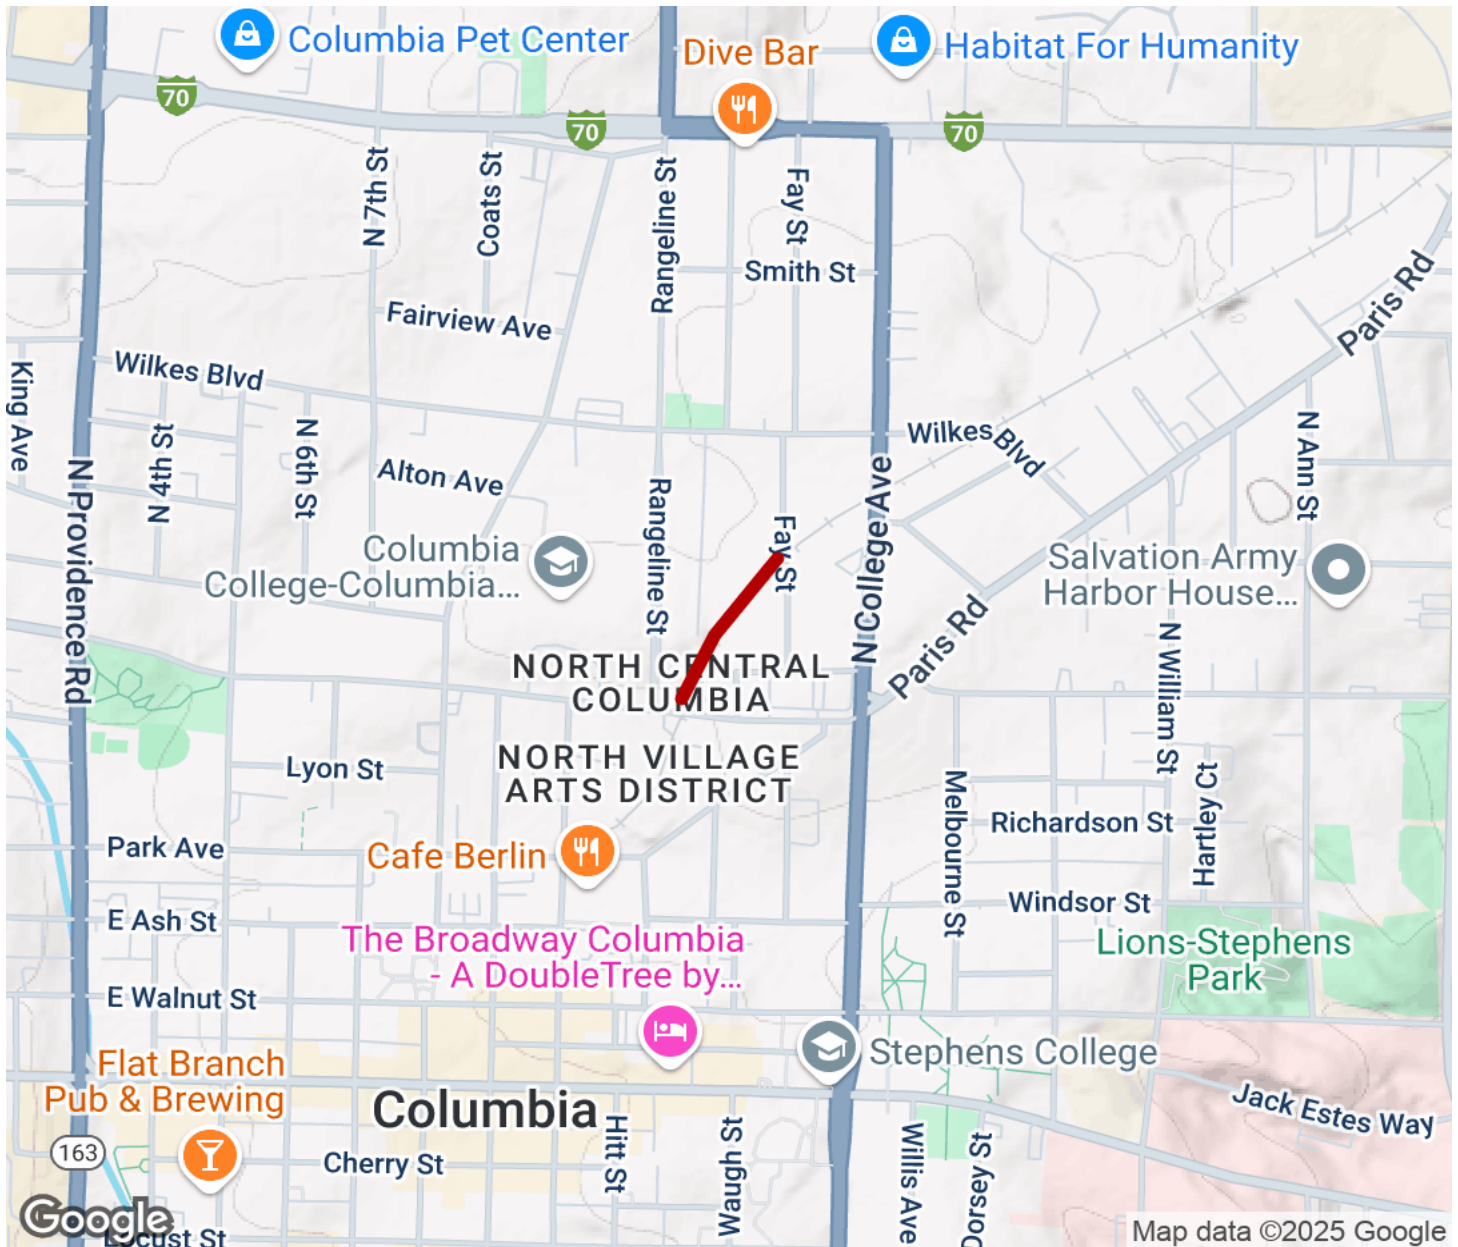 Columbia Pet Center
Dive Bar
Habitat For Humanity
70
70
70
N 7th St
Coats St
Rangeline St
Fay St
Smith St
Paris Rd
Fairview Ave
Wilkes Blvd
King Ave
N 4th St
N 6th St
Alton Ave
Wilkes Blvd
N Ann St
N Providence Rd
Rangeline St
Fay St
N College Ave
Columbia
College-Columbia...
Salvation Army
Harbor House...
Paris Rd
N William St
NORTH CENTRAL
COLUMBIA
NORTH VILLAGE
ARTS DISTRICT
Lyon St
Melbourne St
Hartley Ct
Richardson St
Park Ave
Cafe Berlin
Windsor St
E Ash St
The Broadway Columbia
- A DoubleTree by...
Lions-Stephens
Park
E Walnut St
Stephens College
Flat Branch
Pub & Brewing
Columbia
Jack Estes Way
163
Cherry St
Hitt St
Waugh St
Willis Ave
Dorsey St
Google
Locust St
Map data ©2025 Google